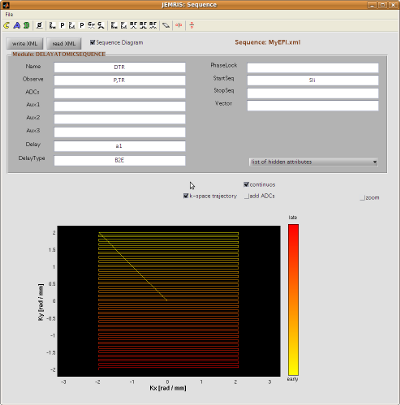 JEMRIS: Sequence
File
write XML
read XML
Sequence Diagram
Sequence: MyEPI.xml
Module: DELAYATOMICSEQUENCE
Name
DTR
PhaseLock
Observe
P,TR
StartSeq
ADCs
StopSeq
Aux1
Vector
Aux2
Aux3
Delay
a1
DelayType
B2E
list of hidden attributes
continuos
k-space trajectory
add ADCs
zoom
late
early
2
1.5
1
0.5
0
-0.5
-1
-1.5
-2
-3
-2
-1
0
1
2
3
Ky [rad / mm]
Kx [rad / mm]